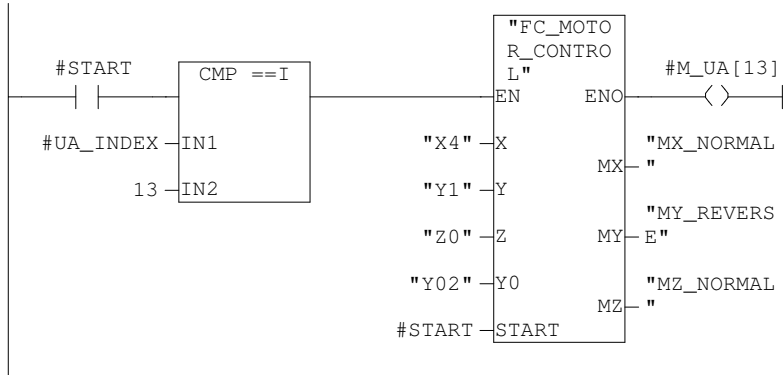 "FC_MOTO
R_CONTRO
L"
#START
CMP ==I
#M_UA[13]
EN ENO
#UA_INDEX IN1
"X4" X
"MX_NORMAL
MX "
13 IN2
"Y1" Y
"MY_REVERS
"Z0" Z
MY E"
"Y02" Y0
"MZ_NORMAL
MZ "
#START START